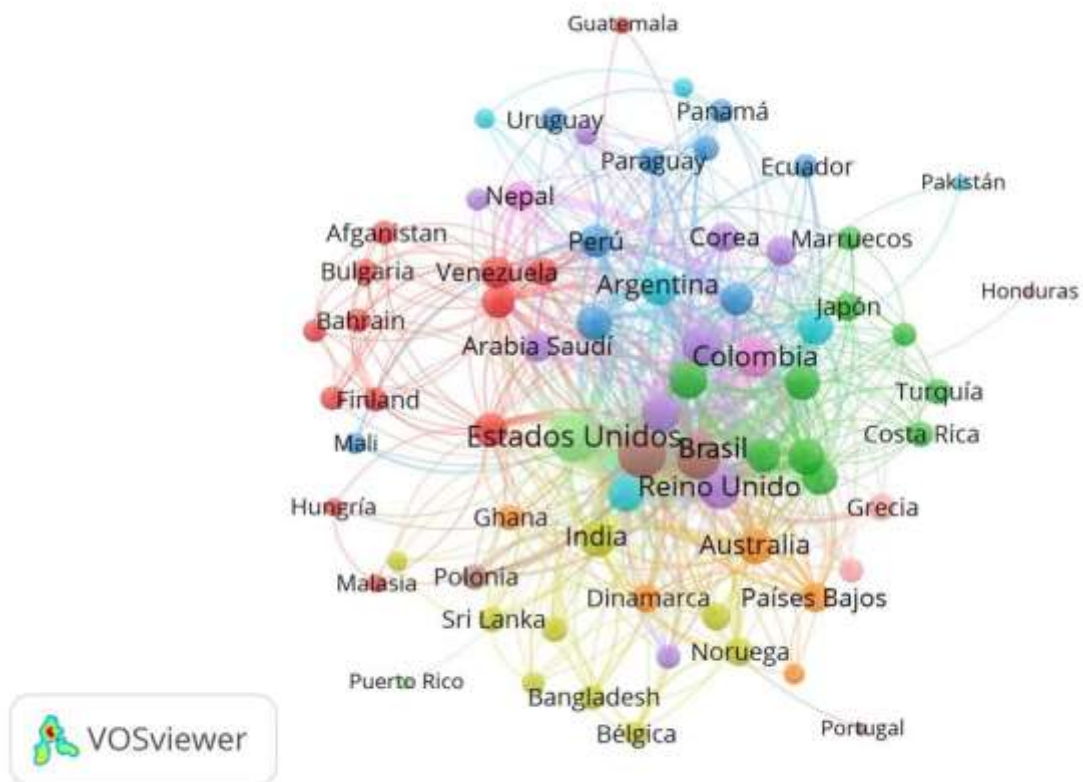 Guatemala
Panamá
Uruguay
Paraguay
Ecuador
Pakistán
Nepal
Afganistan
Perú
Corea
Marruecos
Bulgaria
Venezuela
Argentina
Honduras
Japón
Bahrain
Arabia Saudí
Colombia
Turquía
Finland
Costa Rica
Mali
Estados Unidos
Brasil
Reino Unido
Hungría
Ghana
Grecia
India
Australia
Malasia
Polonia
Dinamarca
Países Bajos
Sri Lanka
Noruega
Puerto Rico
Bangladesh
Portugal
Bélgica
VOSviewer